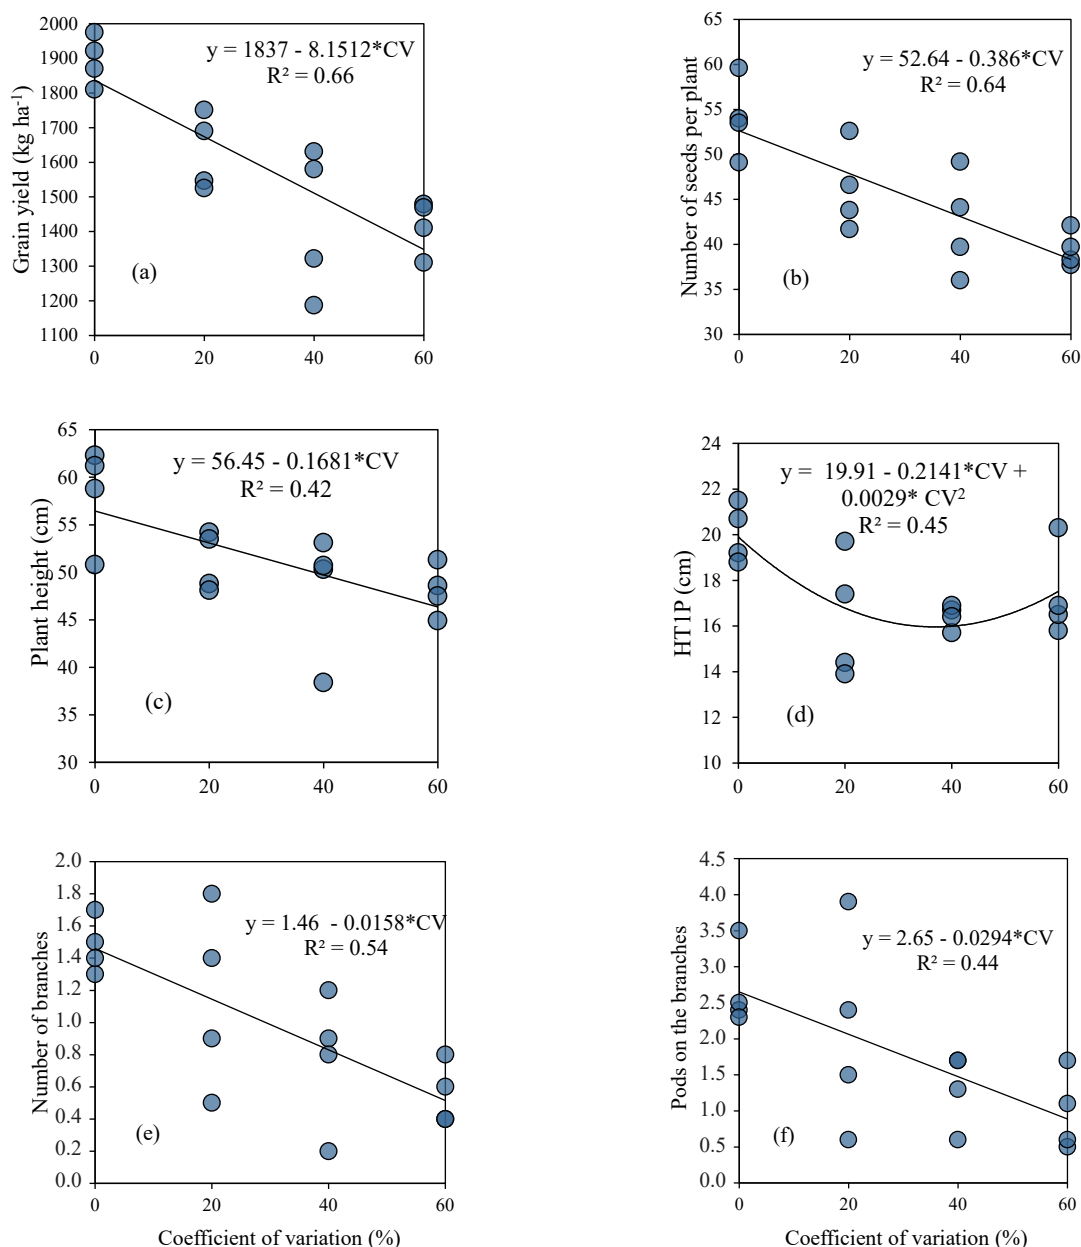 2000
1900
1800
1700
1600
1500
1400
1300
1200
1100
Grain yield (kg ha-1)
y = 1837 - 8.1512*CV
R² = 0.66
(a)
0 20 40 60
65
60
55
50
45
40
35
30
Number of seeds per plant
y = 52.64 - 0.386*CV
R² = 0.64
(b)
0 20 40 60
65
60
55
50
45
40
35
30
Plant height (cm)
y = 56.45 - 0.1681*CV
R² = 0.42
(c)
0 20 40 60
24
22
20
18
16
14
12
10
HT1P (cm)
y = 19.91 - 0.2141*CV +
0.0029* CV²
R² = 0.45
(d)
0 20 40 60
2.0
1.8
1.6
1.4
1.2
1.0
0.8
0.6
0.4
0.2
0.0
Number of branches
y = 1.46 - 0.0158*CV
R² = 0.54
(e)
0 20 40 60
Coefficient of variation (%)
4.5
4.0
3.5
3.0
2.5
2.0
1.5
1.0
0.5
0.0
Pods on the branches
y = 2.65 - 0.0294*CV
R² = 0.44
(f)
0 20 40 60
Coefficient of variation (%)